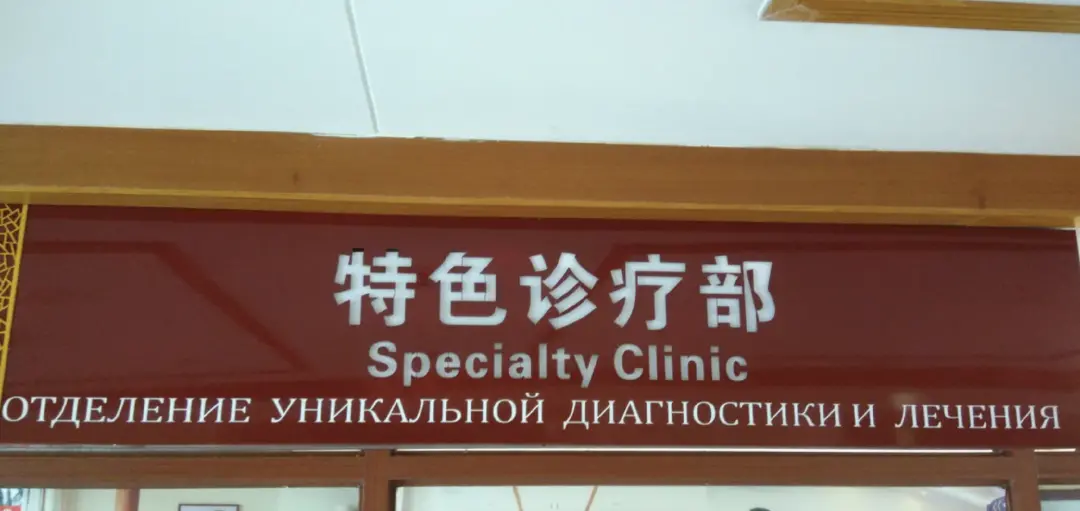 特色诊疗部
Specialty Clinic
ОТДЕЛЕНИЕ УНИКАЛЬНОЙ ДИАГНОСТИКИ И ЛЕЧЕНИЯ